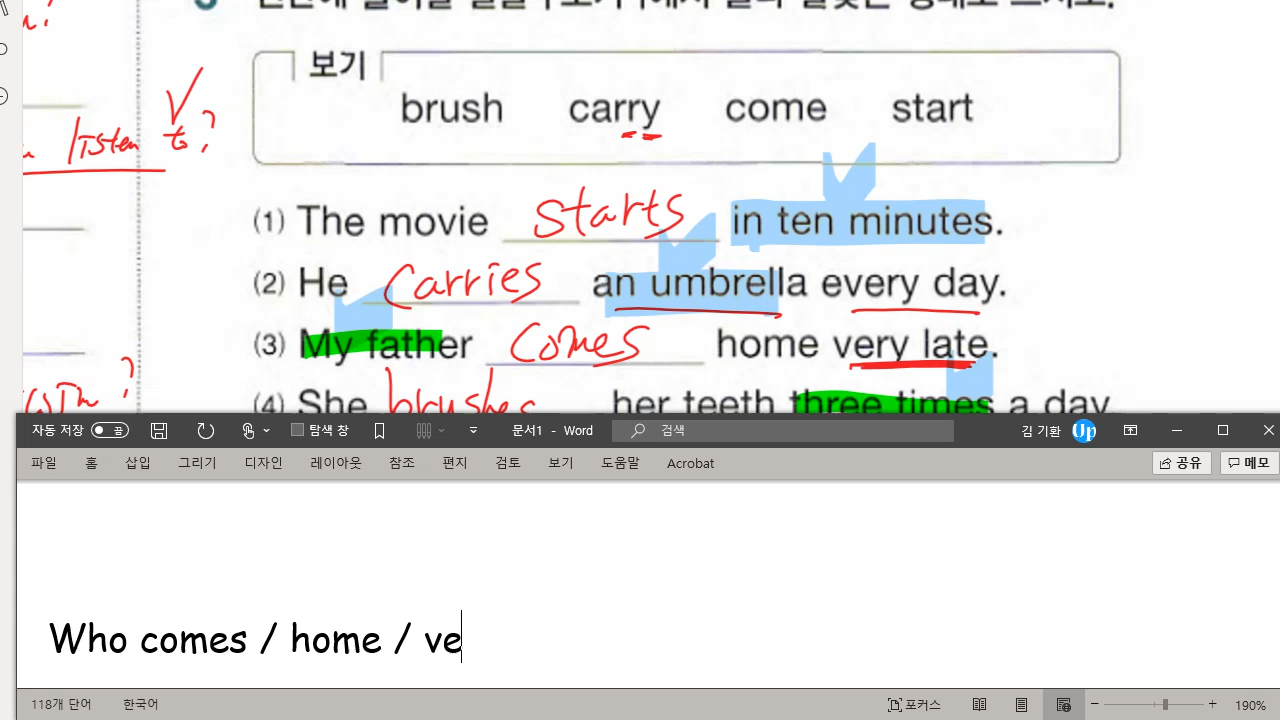 보기
brush carry come start
listen to?
(1) The movie starts in ten minutes.
(2) He carries an umbrella every day.
(3) My father comes home very late.
(4) She brushes her teeth three times a day.
자동 저장 끔 탐색 창 문서1 - Word 검색 김 기환 Up
파일 홈 삽입 그리기 디자인 레이아웃 참조 편지 검토 보기 도움말 Acrobat 공유 메모
Who comes / home / ve
118개 단어 한국어 포커스 190%